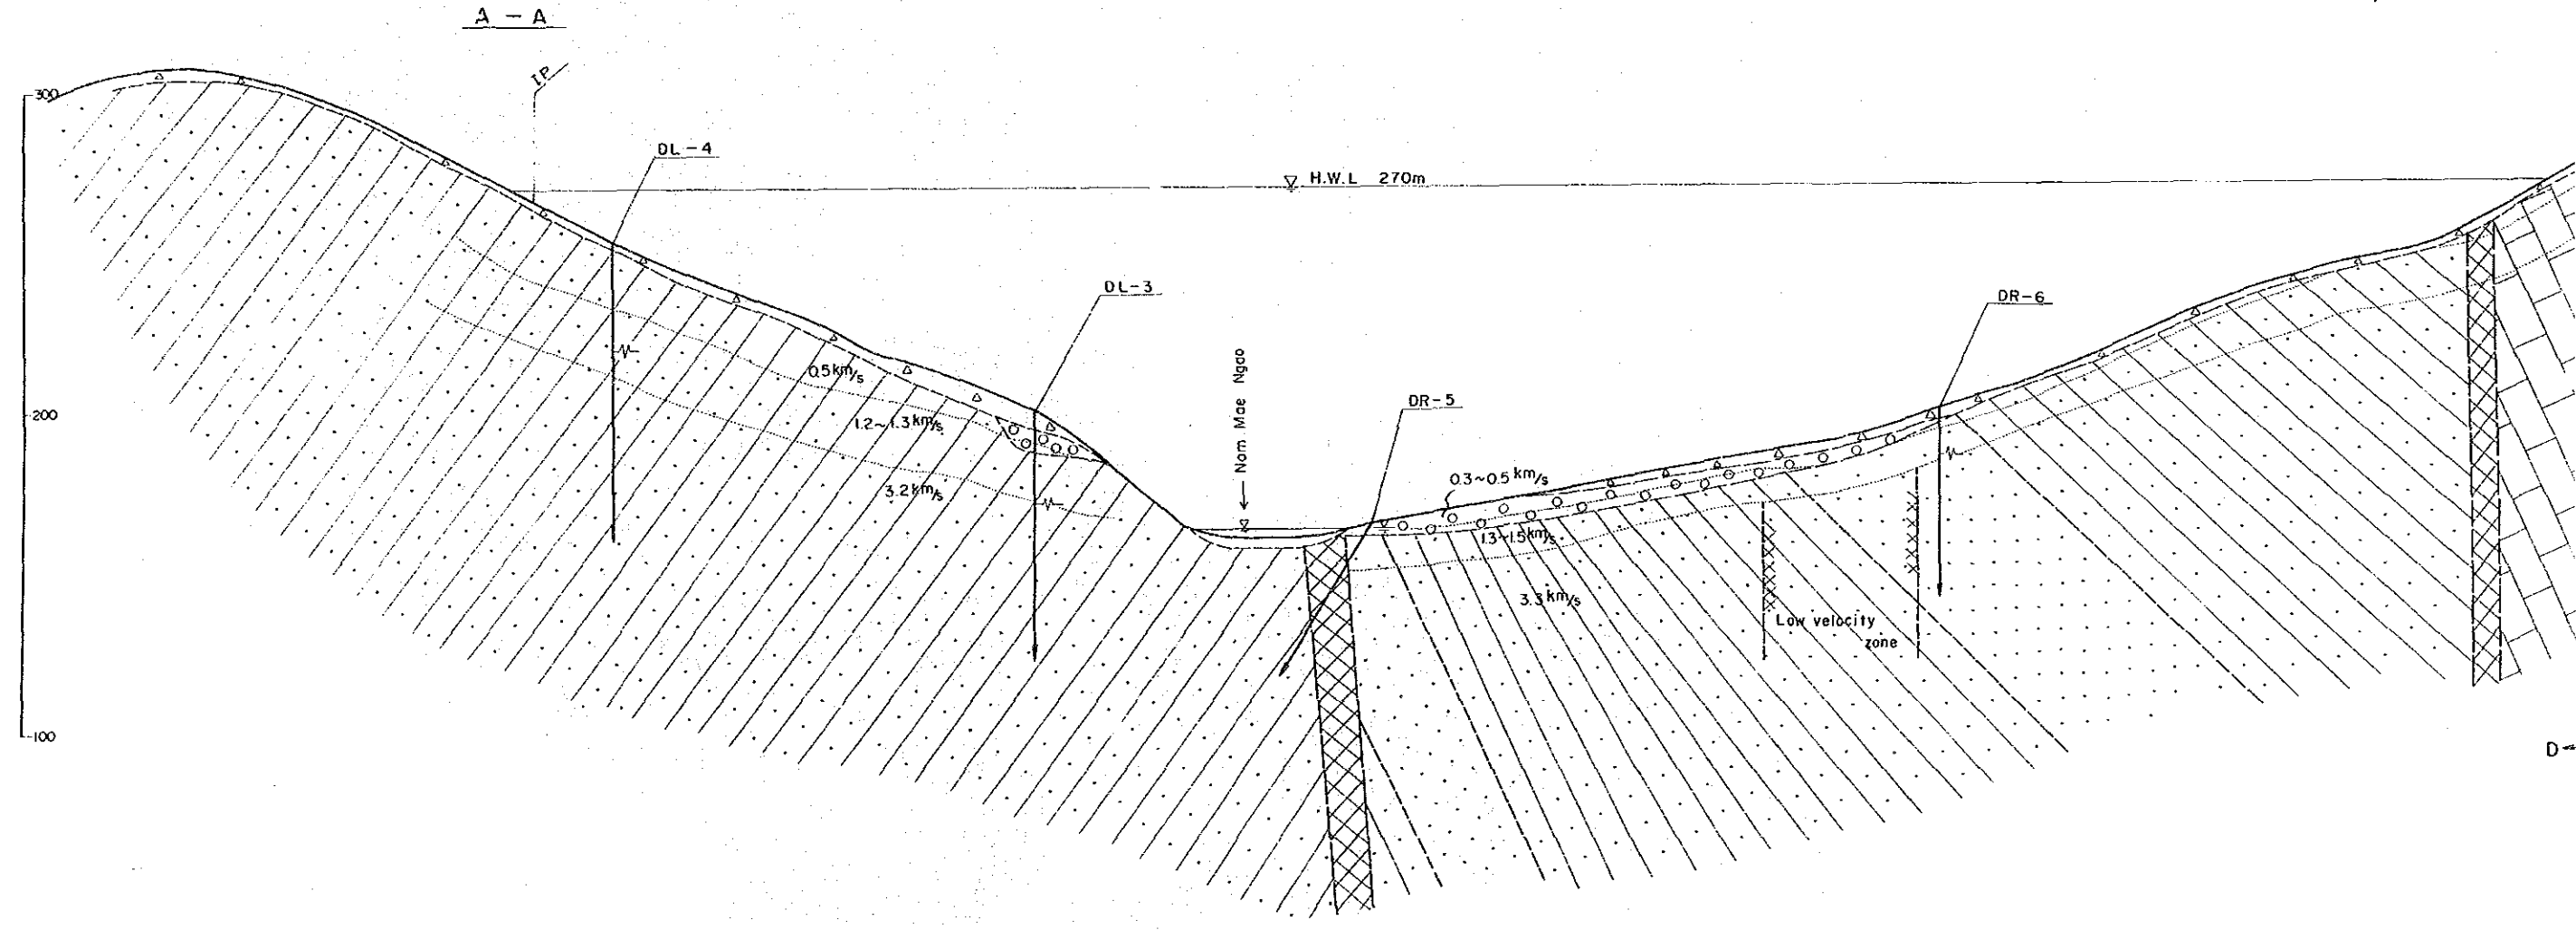 A - A
I.P
300
DL-4
H.W.L 270m
DL-3
DR-6
Nam Mae Ngao
0.5km/s
DR-5
200
1.2~1.3km/s
0.3~0.5km/s
3.2km/s
1.3~1.5km/s
3.3km/s
Low velocity
zone
100
D